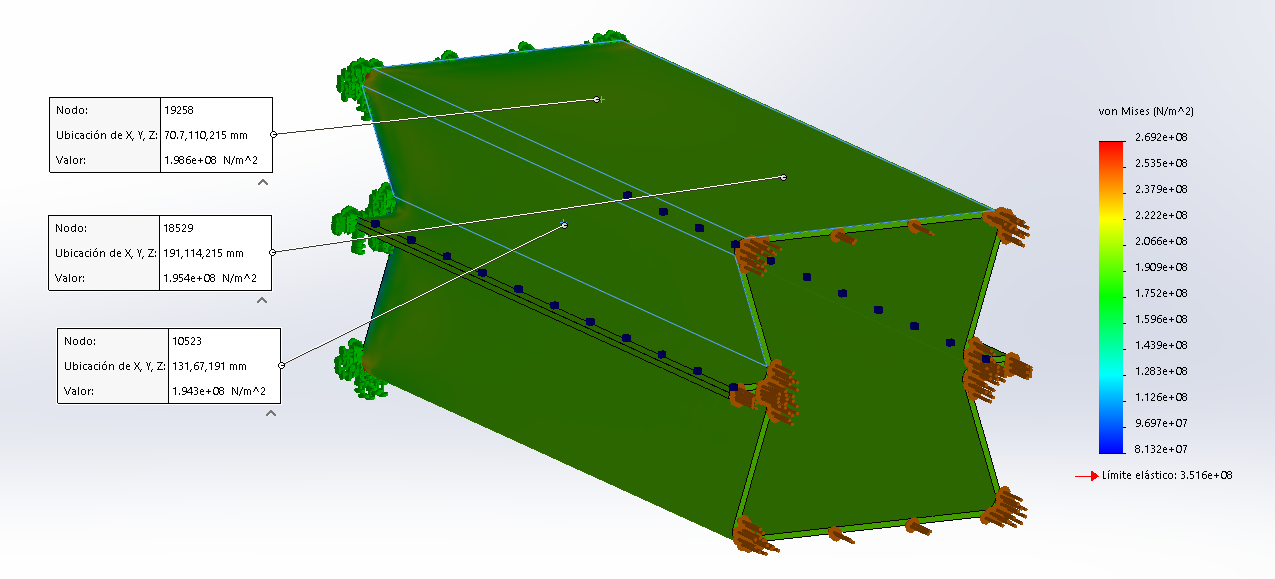 Nodo: 19258
Ubicación de X, Y, Z: 70.7,110,215 mm
Valor: 1.986e+08 N/m^2
Nodo: 18529
Ubicación de X, Y, Z: 191,114,215 mm
Valor: 1.954e+08 N/m^2
Nodo: 10523
Ubicación de X, Y, Z: 131,67,191 mm
Valor: 1.943e+08 N/m^2
von Mises (N/m^2)
2.692e+08
2.535e+08
2.379e+08
2.222e+08
2.066e+08
1.909e+08
1.752e+08
1.596e+08
1.439e+08
1.283e+08
1.126e+08
9.697e+07
8.132e+07
Límite elástico: 3.516e+08